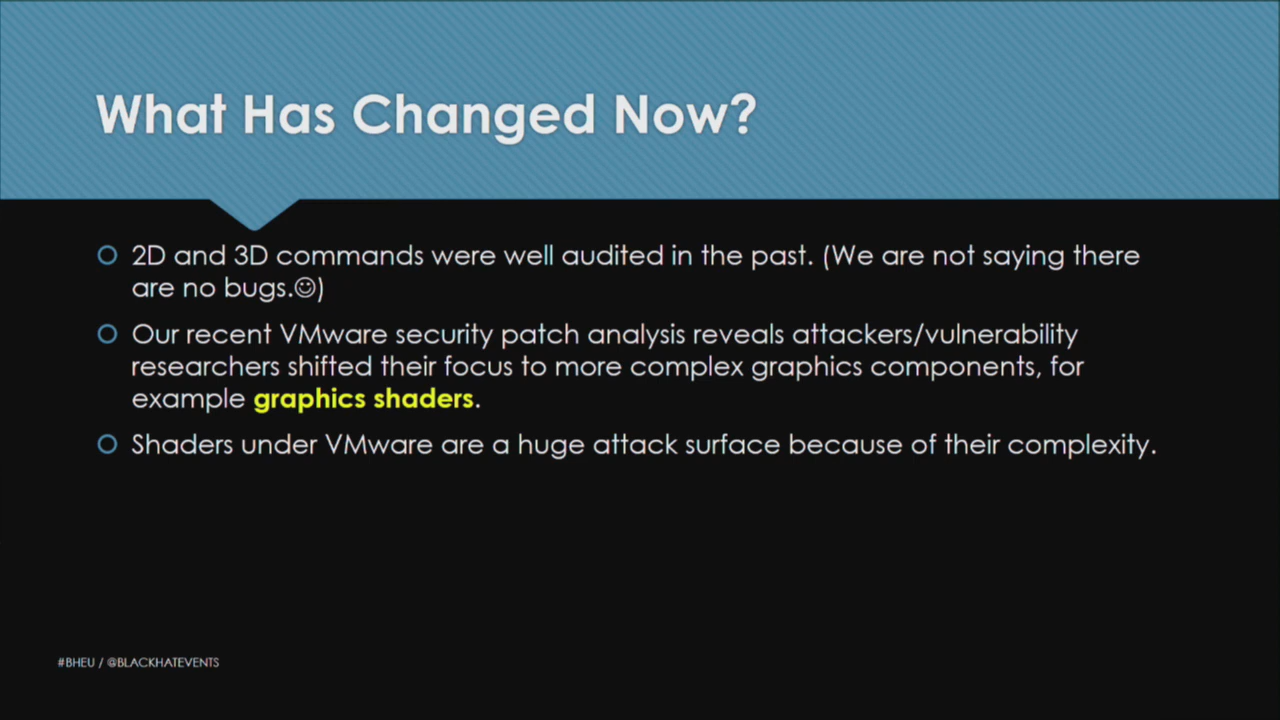 What Has Changed Now?
2D and 3D commands were well audited in the past. (We are not saying there
are no bugs.☺)
Our recent VMware security patch analysis reveals attackers/vulnerability
researchers shifted their focus to more complex graphics components, for
example graphics shaders.
Shaders under VMware are a huge attack surface because of their complexity.
#BHEU / @BLACKHATEVENTS